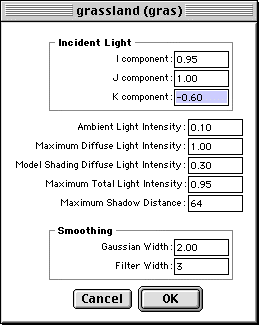 grassland (gras)
Incident Light
I component: 0.95
J component: 1.00
K component: -0.60
Ambient Light Intensity: 0.10
Maximum Diffuse Light Intensity: 1.00
Model Shading Diffuse Light Intensity: 0.30
Maximum Total Light Intensity: 0.95
Maximum Shadow Distance: 64
Smoothing
Gaussian Width: 2.00
Filter Width: 3
Cancel OK